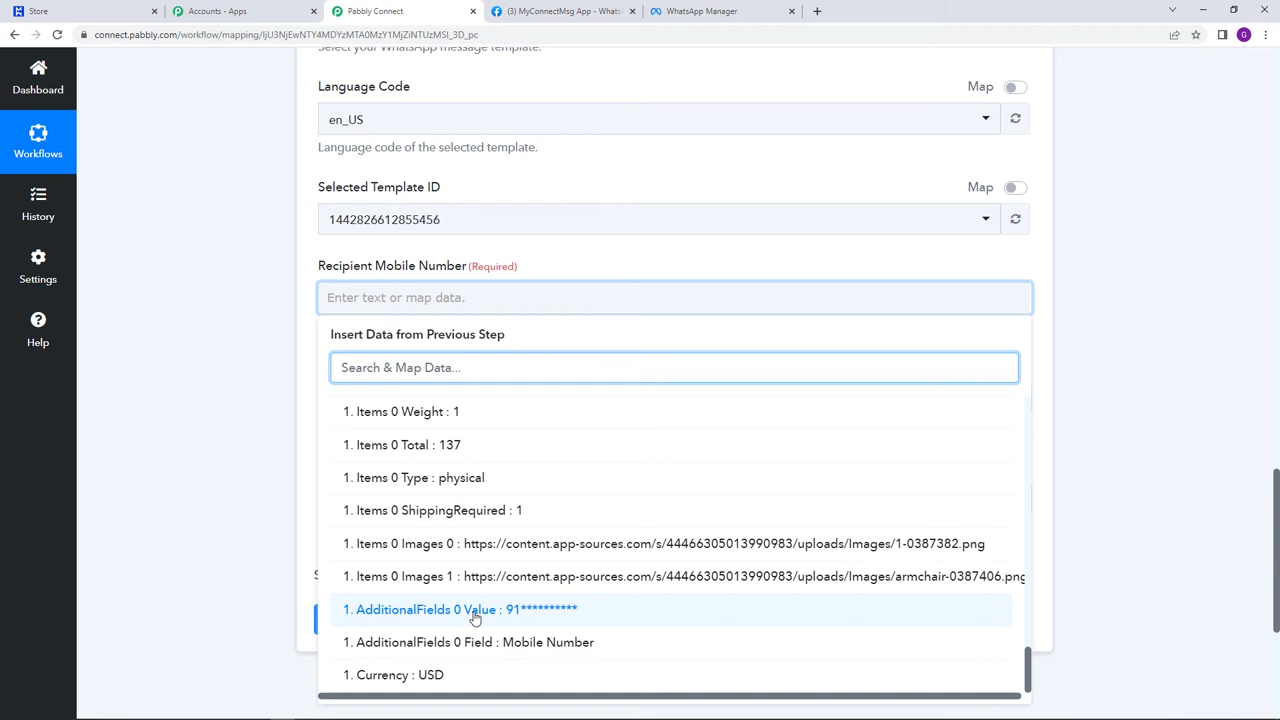 Store
Accounts - Apps
Pabbly Connect
(3) MyConnectMsg App - Whats
WhatsApp Manager
connect.pabbly.com/workflow/mapping/IjU3NjEwNTY4MDYzMTA0MzY1MjZiNTUzMSI_3D_pc
G
Select your WhatsApp message template.
Dashboard
Workflows
History
Settings
Help
Language Code
Map
en_US
Language code of the selected template.
Selected Template ID
Map
1442826612855456
Recipient Mobile Number (Required)
Enter text or map data.
Insert Data from Previous Step
Search & Map Data...
1. Items 0 Weight : 1
1. Items 0 Total : 137
1. Items 0 Type : physical
1. Items 0 ShippingRequired : 1
1. Items 0 Images 0 : https://content.app-sources.com/s/44466305013990983/uploads/Images/1-0387382.png
1. Items 0 Images 1 : https://content.app-sources.com/s/44466305013990983/uploads/Images/armchair-0387406.png
1. AdditionalFields 0 Value : 91**********
1. AdditionalFields 0 Field : Mobile Number
1. Currency : USD